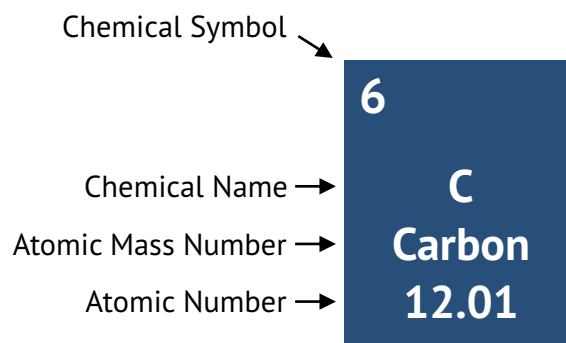 Chemical Symbol
6
Chemical Name
C
Atomic Mass Number
Carbon
Atomic Number
12.01